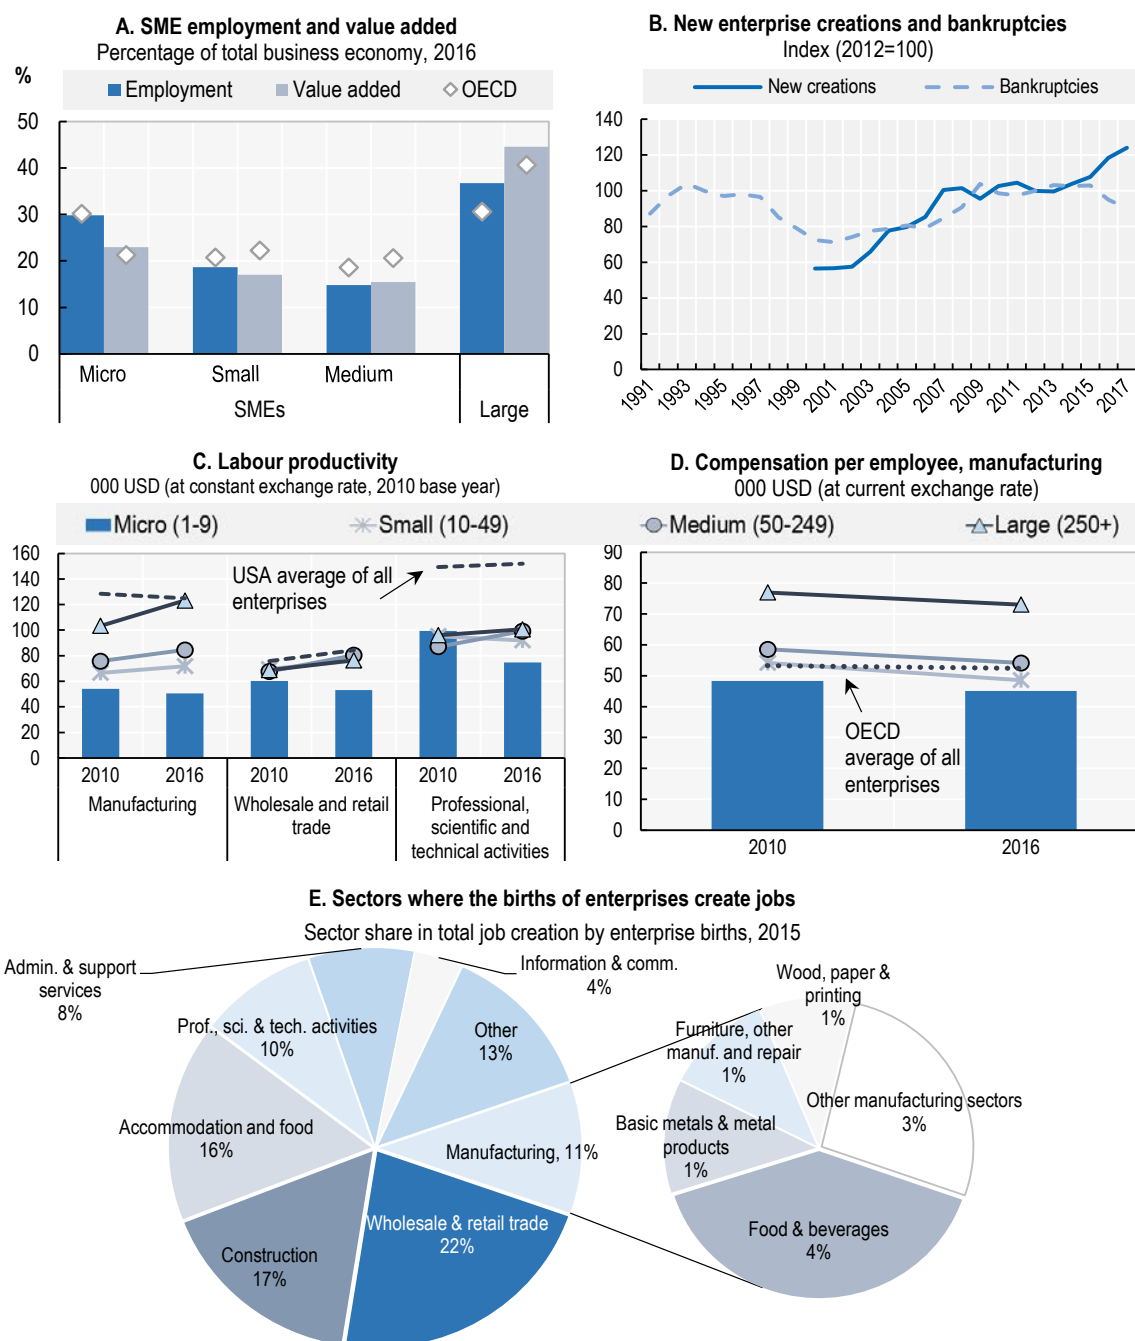 A. SME employment and value added
Percentage of total business economy, 2016
%
Employment
Value added
OECD
50
40
30
20
10
0
Micro
Small
Medium
SMEs
Large
B. New enterprise creations and bankruptcies
Index (2012=100)
New creations
Bankruptcies
140
120
100
80
60
40
20
0
1991
1993
1995
1997
1999
2001
2003
2005
2007
2009
2011
2013
2015
2017
C. Labour productivity
000 USD (at constant exchange rate, 2010 base year)
D. Compensation per employee, manufacturing
000 USD (at current exchange rate)
Micro (1-9)
Small (10-49)
Medium (50-249)
Large (250+)
160
140
120
100
80
60
40
20
0
USA average of all
enterprises
2010
2016
2010
2016
2010
2016
Manufacturing
Wholesale and retail
trade
Professional,
scientific and
technical activities
90
80
70
60
50
40
30
20
10
0
OECD
average of all
enterprises
2010
2016
E. Sectors where the births of enterprises create jobs
Sector share in total job creation by enterprise births, 2015
Admin. & support
services
8%
Information & comm.
4%
Prof., sci. & tech. activities
10%
Other
13%
Accommodation and food
16%
Manufacturing, 11%
Wholesale & retail trade
22%
Construction
17%
Wood, paper &
printing
1%
Furniture, other
manuf. and repair
1%
Other manufacturing sectors
3%
Basic metals & metal
products
1%
Food & beverages
4%